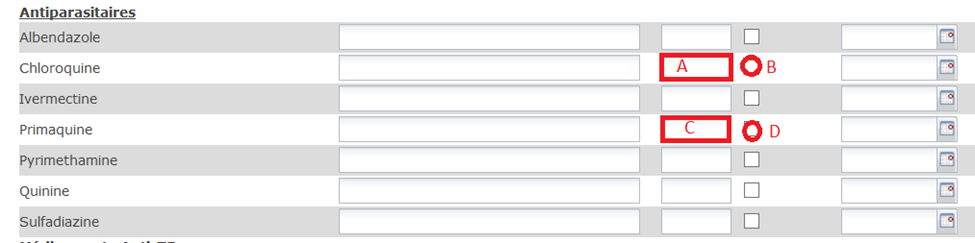 Antiparasitaires
Albendazole
Chloroquine A B
Ivermectine
Primaquine C D
Pyrimethamine
Quinine
Sulfadiazine